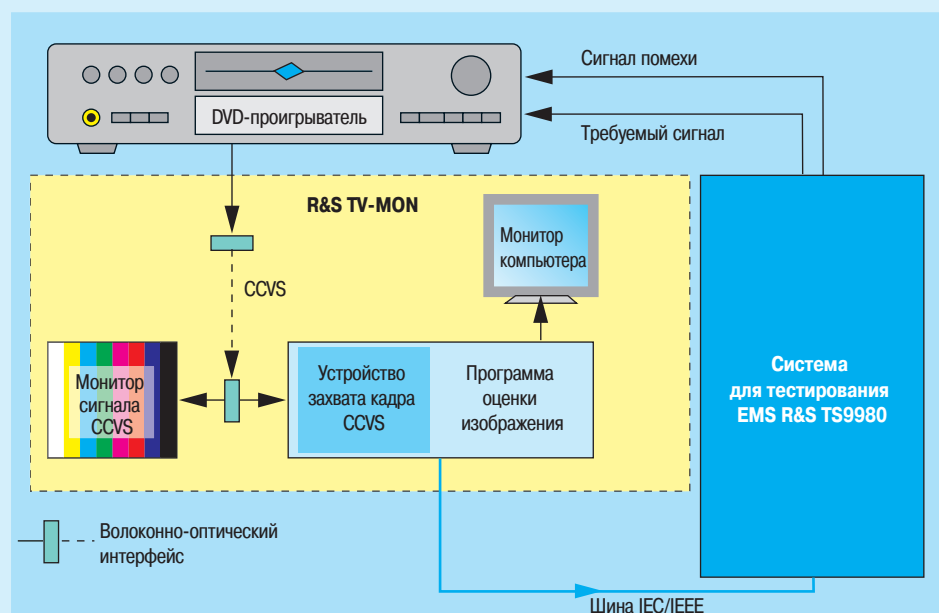 Сигнал помехи
DVD-проигрыватель
Требуемый сигнал
R&S TV-MON
Монитор
компьютера
CCVS
Монитор
сигнала
CCVS
Устройство
захвата кадра
CCVS
Программа
оценки
изображения
Система
для тестирования
EMS R&S TS9980
Волоконно-оптический
интерфейс
Шина IEC/IEEE